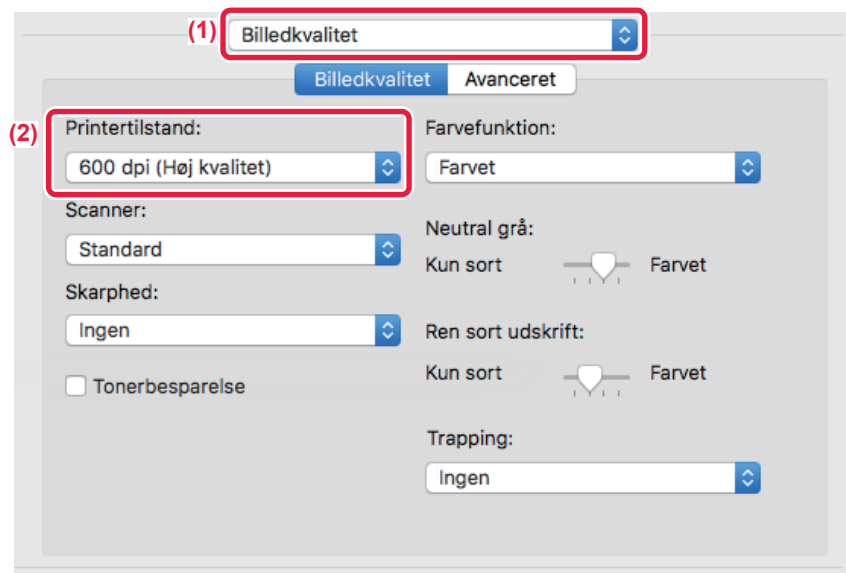 (1)
Billedkvalitet
Billedkvalitet Avanceret
(2)
Printertilstand:
600 dpi (Høj kvalitet)
Scanner:
Standard
Skarphed:
Ingen
Tonerbesparelse
Farvefunktion:
Farvet
Neutral grå:
Kun sort Farvet
Ren sort udskrift:
Kun sort Farvet
Trapping:
Ingen